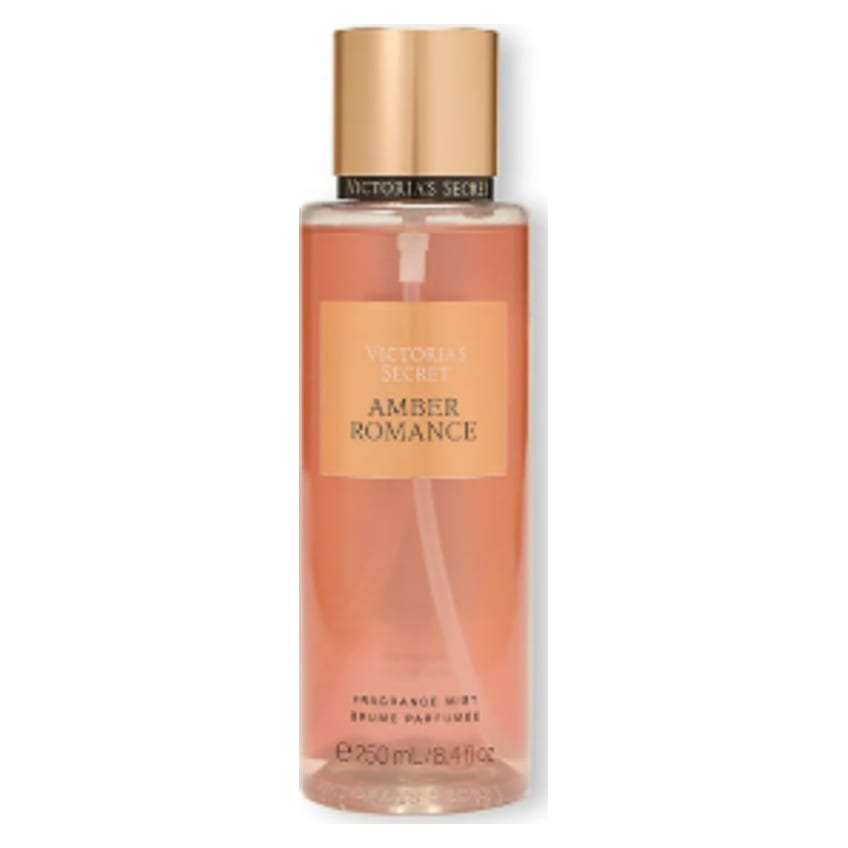 VICTORIA'S SECRET
VICTORIA'S
SECRET
AMBER
ROMANCE
FRAGRANCE MIST
BRUME PARFUMÉE
℮250 mL/8.4 fl oz